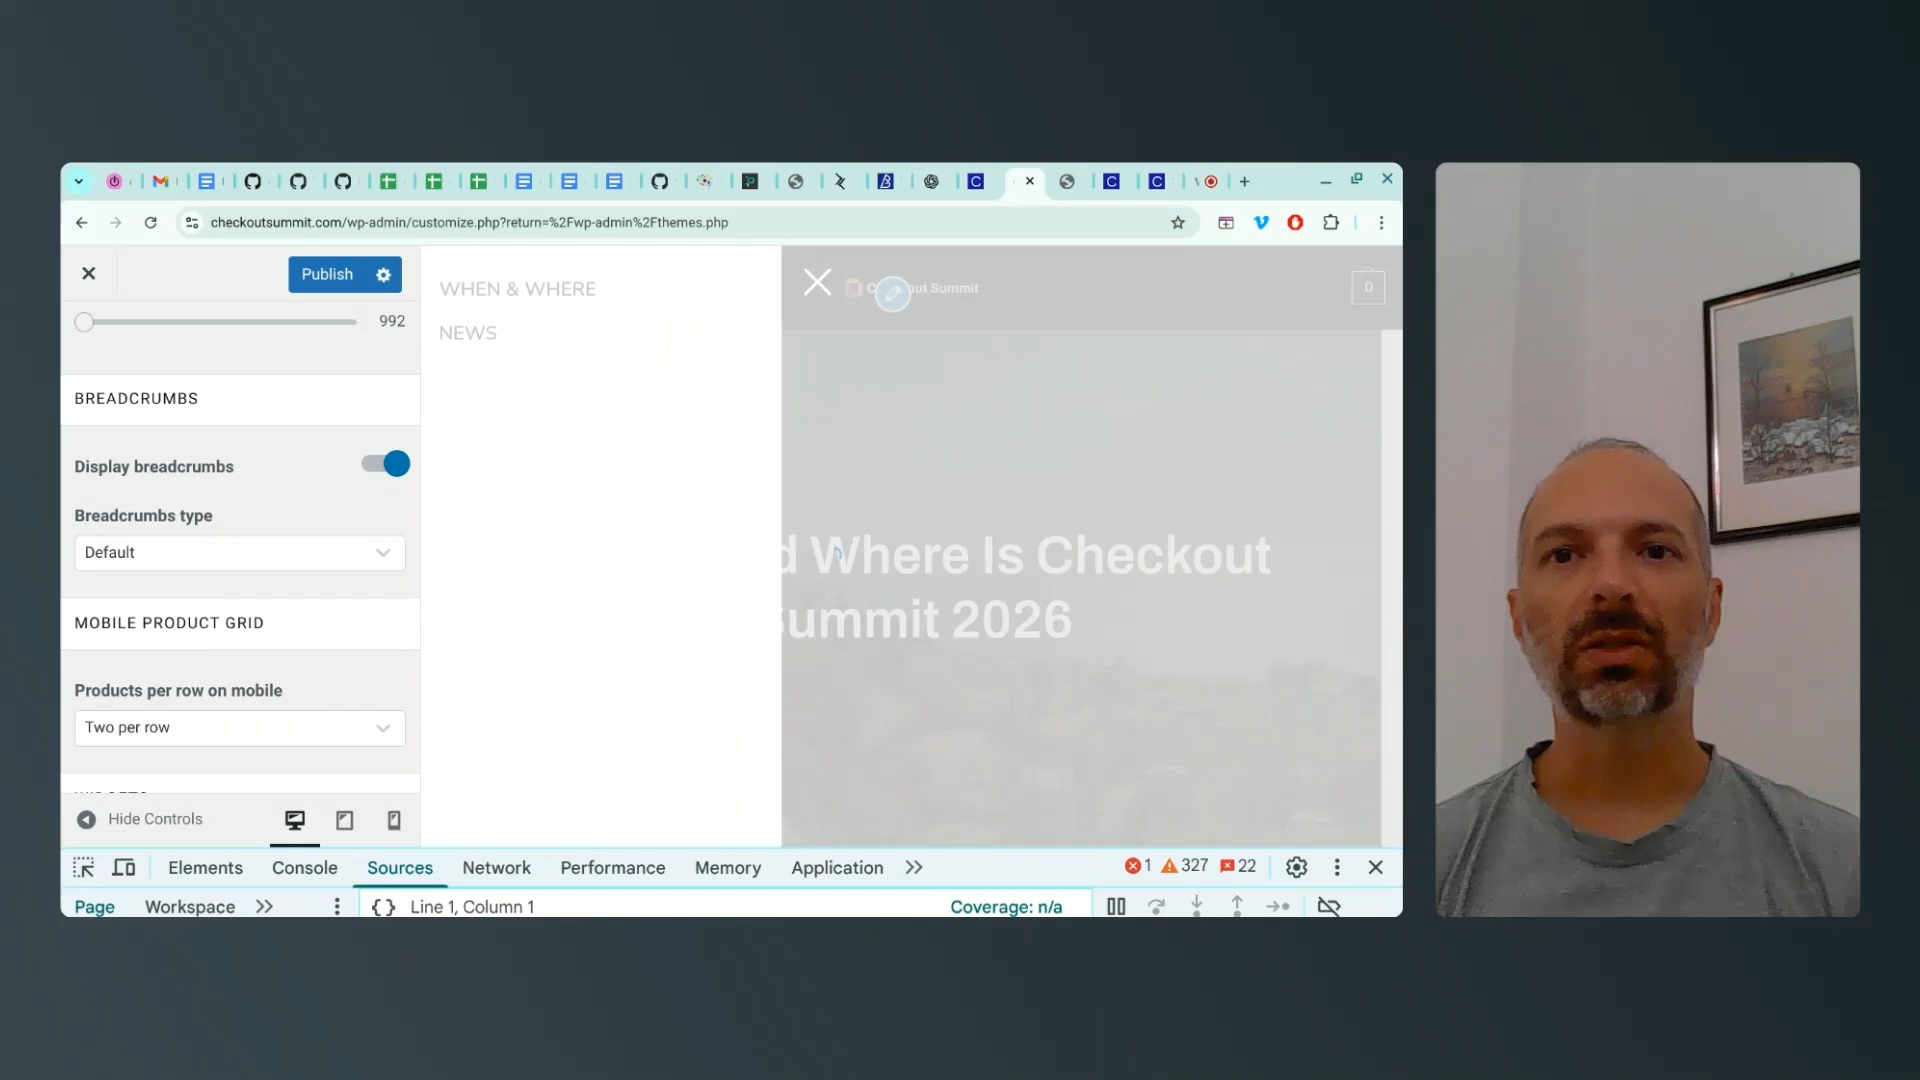 checkoutsummit.com/wp-admin/customize.php?return=%2Fwp-admin%2Fthemes.php
Publish
992
BREADCRUMBS
Display breadcrumbs
Breadcrumbs type
Default
MOBILE PRODUCT GRID
Products per row on mobile
Two per row
Hide Controls
WHEN & WHERE
NEWS
out Summit
0
d Where Is Checkout
Summit 2026
Elements
Console
Sources
Network
Performance
Memory
Application
1
327
22
Page
Workspace
{ } Line 1, Column 1
Coverage: n/a